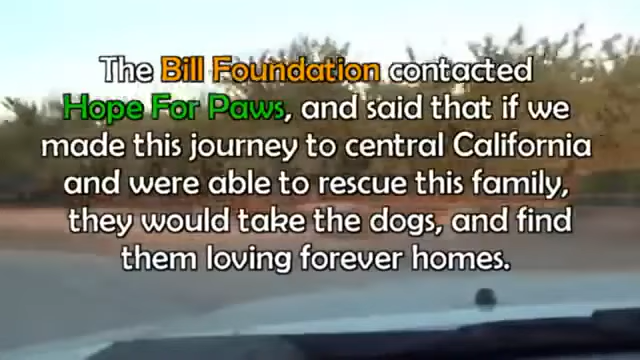 The Bill Foundation contacted
Hope For Paws, and said that if we
made this journey to central California
and were able to rescue this family,
they would take the dogs, and find
them loving forever homes.